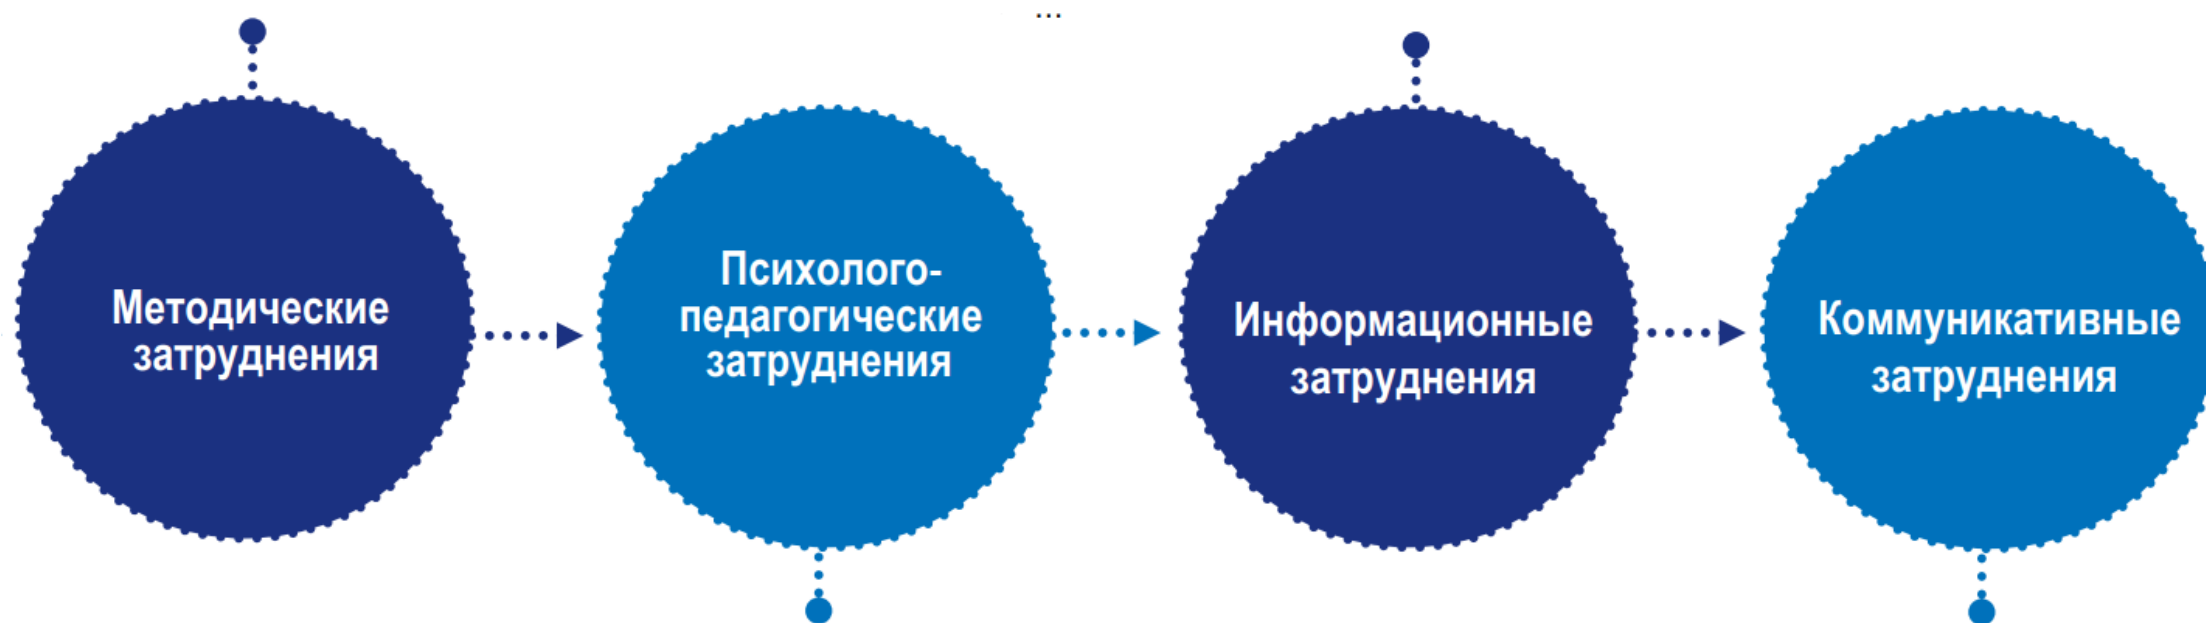 ...
Методические
затруднения
Психолого-
педагогические
затруднения
Информационные
затруднения
Коммуникативные
затруднения